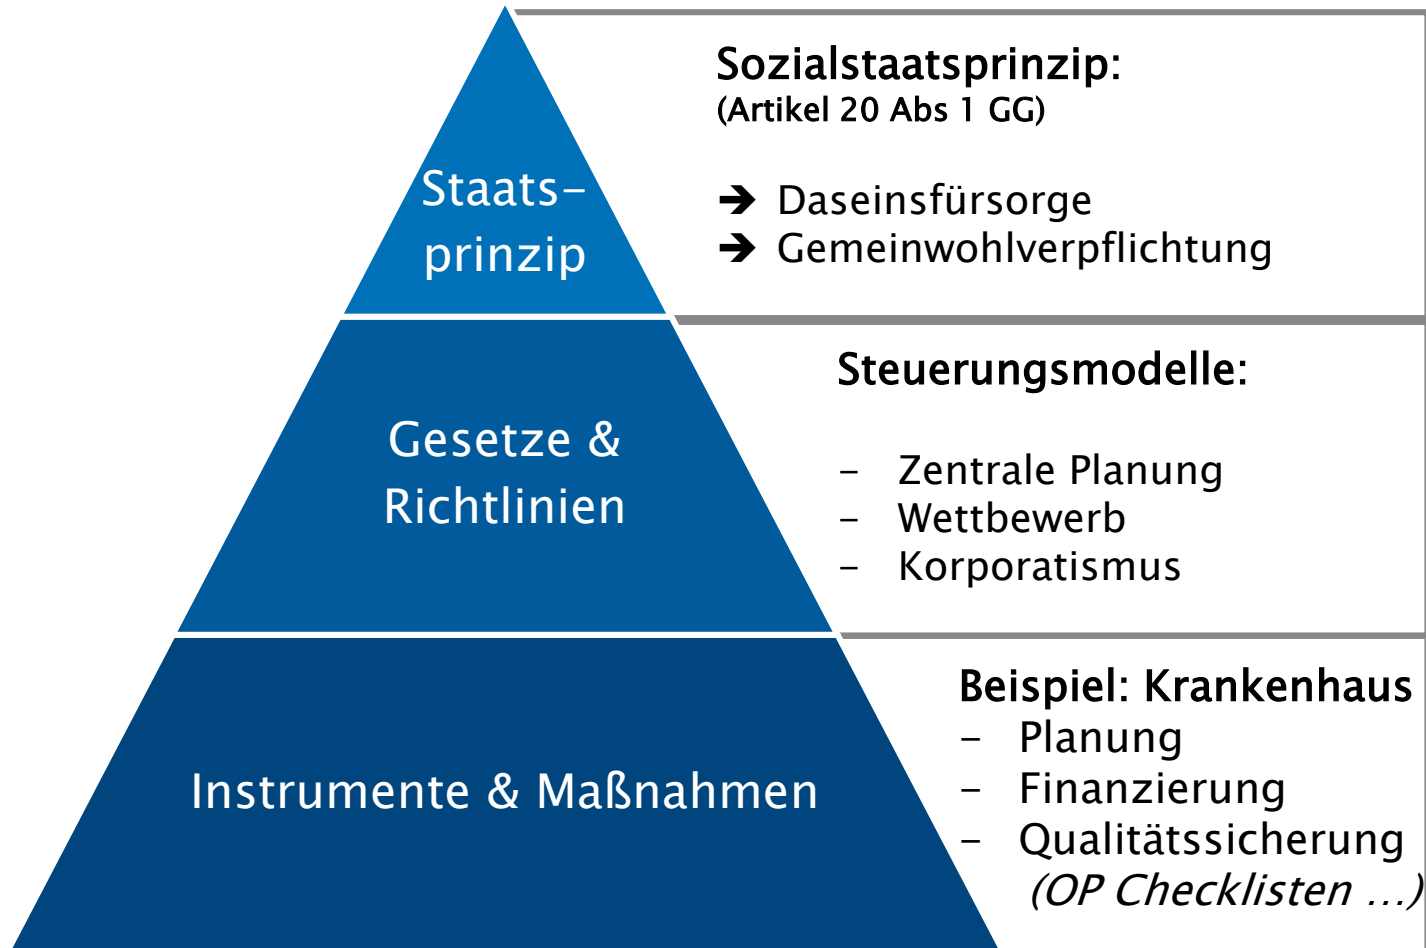 Staats-
prinzip
Sozialstaatsprinzip:
(Artikel 20 Abs 1 GG)
➔ Daseinsfürsorge
➔ Gemeinwohlverpflichtung
Gesetze &
Richtlinien
Steuerungsmodelle:
- Zentrale Planung
- Wettbewerb
- Korporatismus
Instrumente & Maßnahmen
Beispiel: Krankenhaus
- Planung
- Finanzierung
- Qualitätssicherung
(OP Checklisten ...)